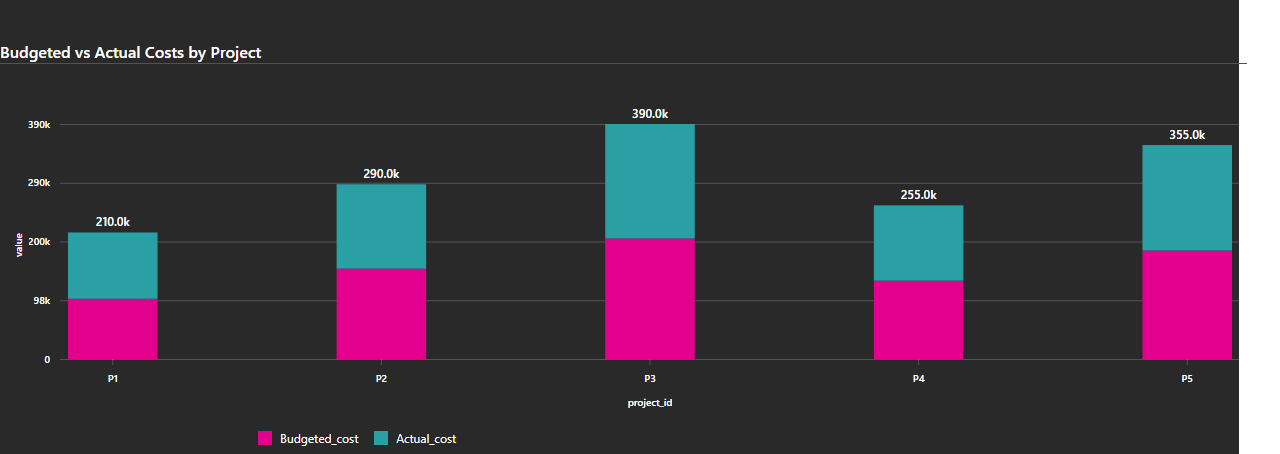 Budgeted vs Actual Costs by Project
390.0k
355.0k
390k
290.0k
290k
255.0k
210.0k
200k
value
98k
0
P1 P2 P3 P4 P5
project_id
Budgeted_cost Actual_cost